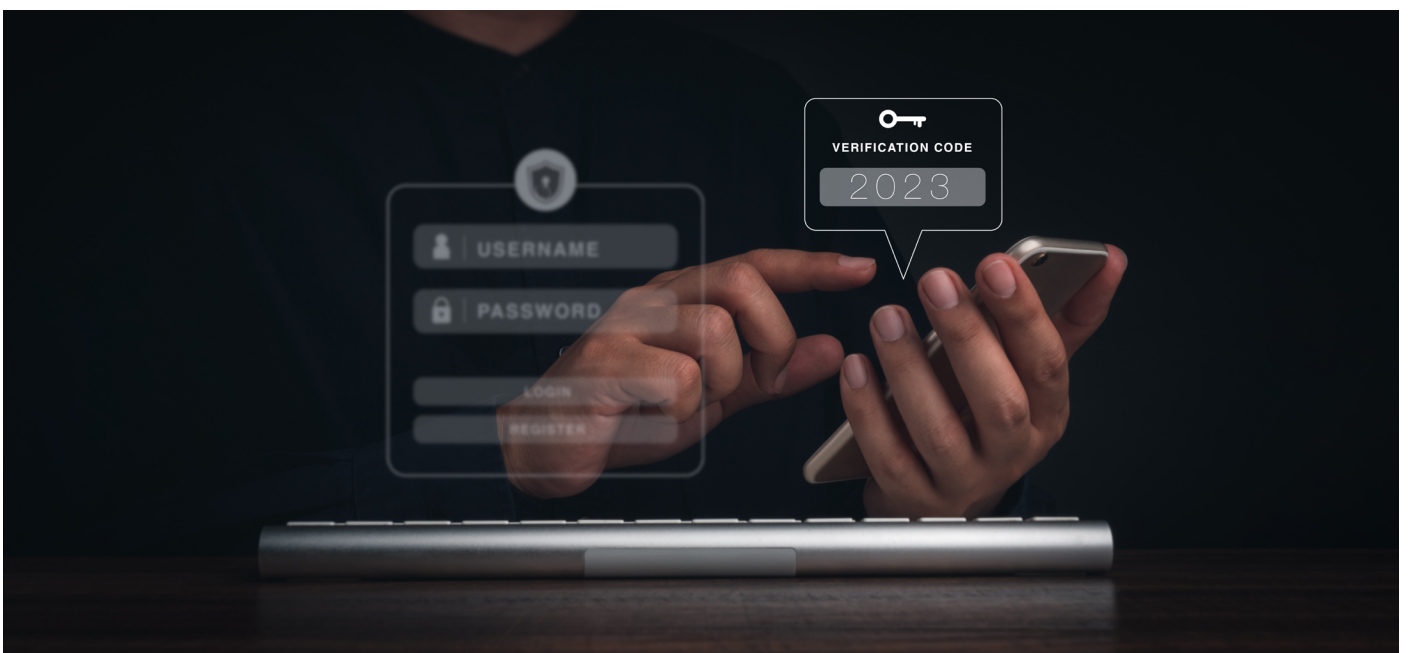 USERNAME
PASSWORD
LOGIN
REGISTER
VERIFICATION CODE
2023